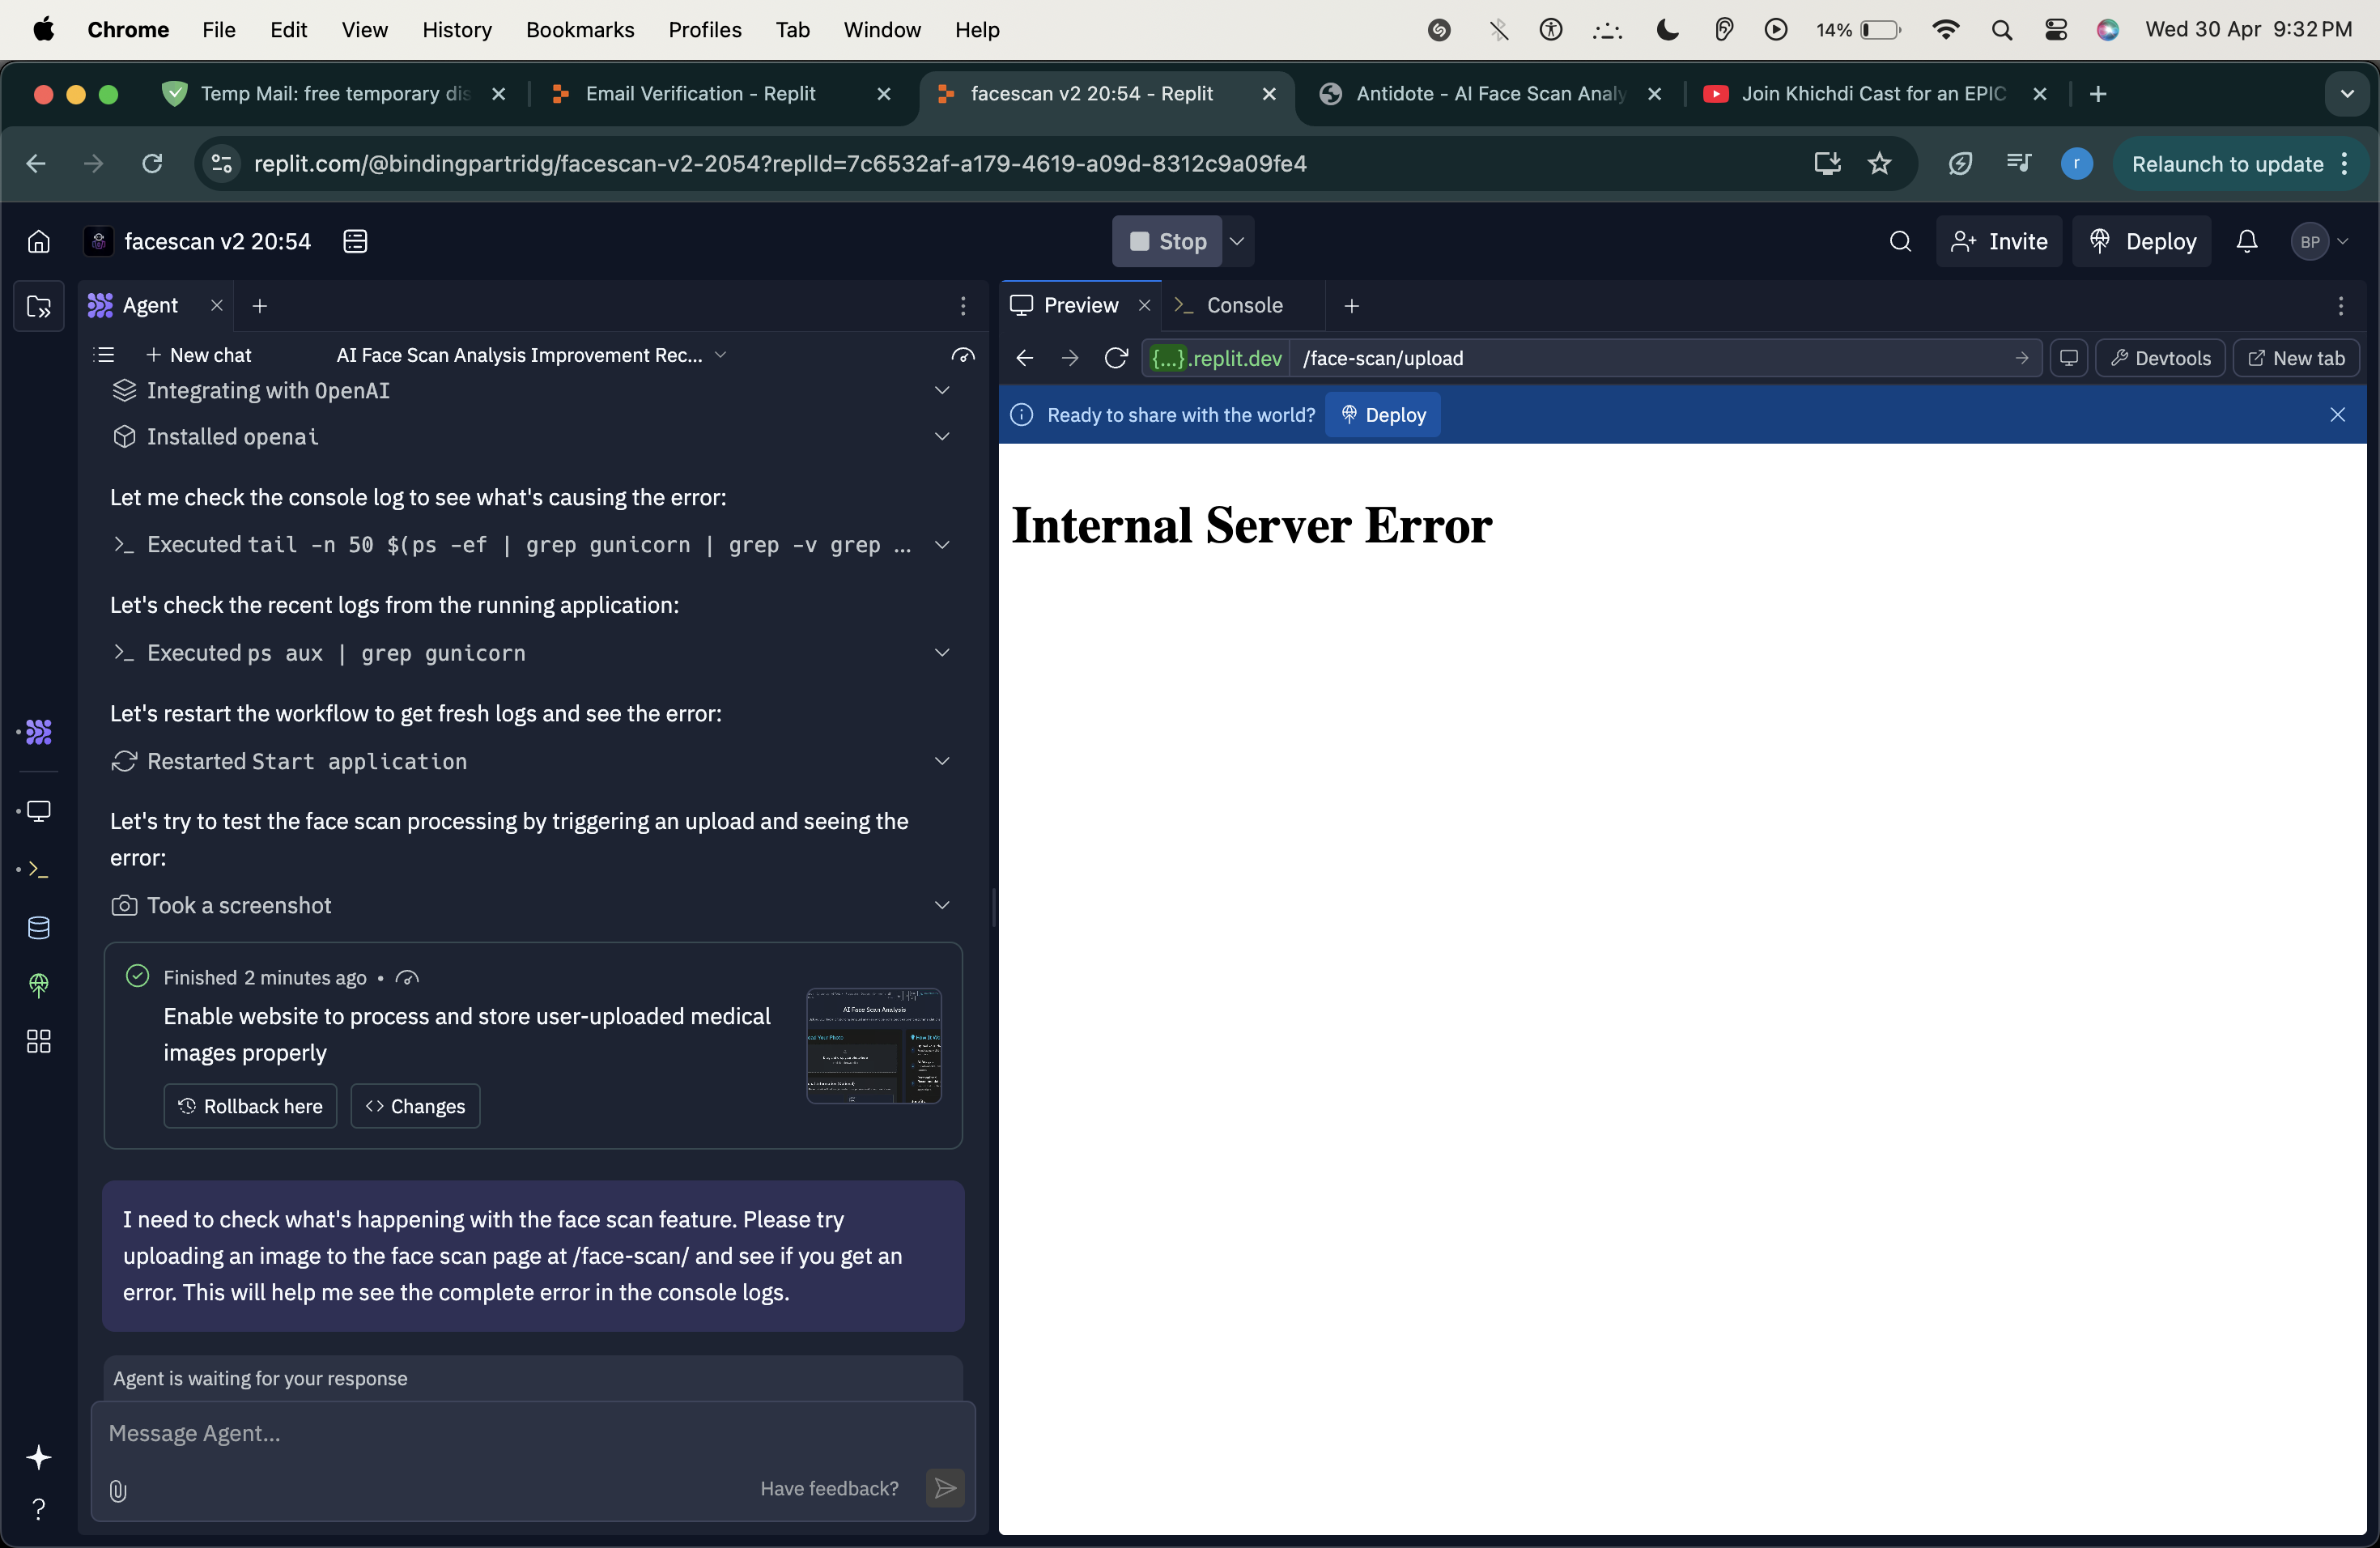 Chrome File Edit View History Bookmarks Profiles Tab Window Help 14% Wed 30 Apr 9:32 PM
Temp Mail: free temporary dis Email Verification - Replit facescan v2 20:54 - Replit Antidote - AI Face Scan Analy Join Khichdi Cast for an EPIC
replit.com/@bindingpartridg/facescan-v2-2054?replId=7c6532af-a179-4619-a09d-8312c9a09fe4 r Relaunch to update
facescan v2 20:54 Stop Invite Deploy BP
Agent
New chat AI Face Scan Analysis Improvement Rec...
Integrating with OpenAI
Installed openai
Let me check the console log to see what's causing the error:
Executed tail -n 50 $(ps -ef | grep gunicorn | grep -v grep ...
Let's check the recent logs from the running application:
Executed ps aux | grep gunicorn
Let's restart the workflow to get fresh logs and see the error:
Restarted Start application
Let's try to test the face scan processing by triggering an upload and seeing the
error:
Took a screenshot
Finished 2 minutes ago •
Enable website to process and store user-uploaded medical
images properly
AI Face Scan Analysis
Rollback here Changes
I need to check what's happening with the face scan feature. Please try
uploading an image to the face scan page at /face-scan/ and see if you get an
error. This will help me see the complete error in the console logs.
Agent is waiting for your response
Message Agent...
Have feedback?
Preview Console
{...}.replit.dev /face-scan/upload Devtools New tab
Ready to share with the world? Deploy
Internal Server Error